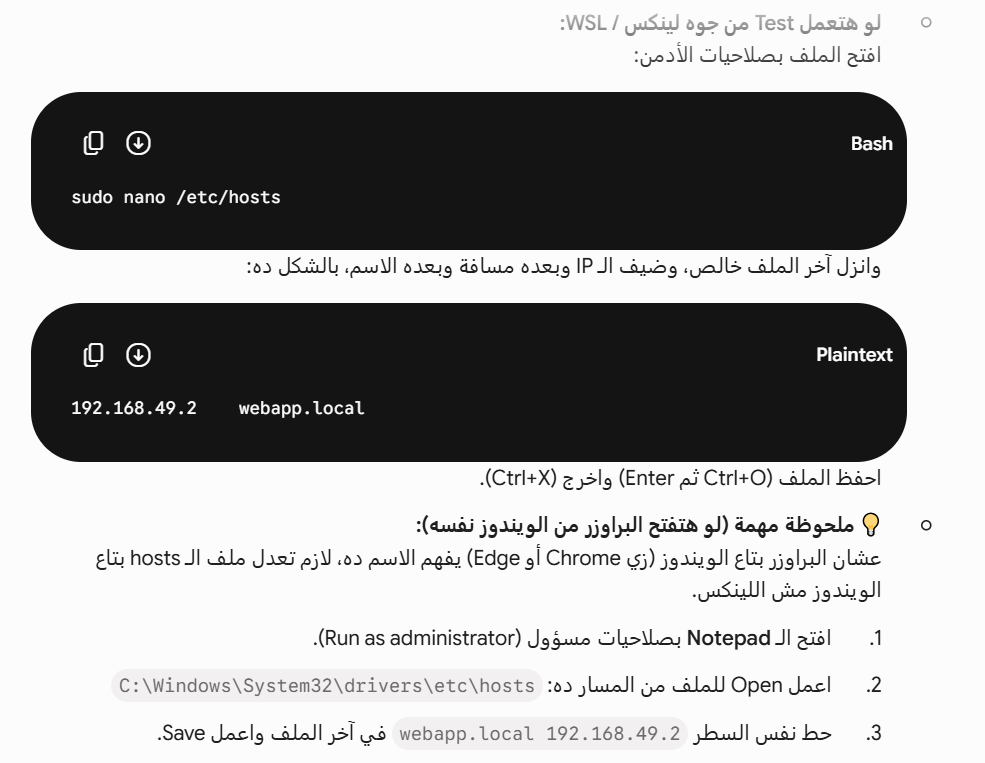 لو هتعمل Test من جوه لينكس / WSL:
افتح الملف بصلاحيات الأدمن:
Bash
sudo nano /etc/hosts
وانزل آخر الملف خالص، وضيف الـ IP وبعده مسافة وبعده الاسم، بالشكل ده:
Plaintext
192.168.49.2    webapp.local
احفظ الملف (Ctrl+O ثم Enter) واخرج (Ctrl+X).
💡 ملحوظة مهمة (لو هتفتح البراوزر من الويندوز نفسه):
عشان البراوزر بتاع الويندوز (زي Chrome أو Edge) يفهم الاسم ده، لازم تعدل ملف الـ hosts بتاع
الويندوز مش اللينكس.
1. افتح الـ Notepad بصلاحيات مسؤول (Run as administrator).
2. اعمل Open للملف من المسار ده: C:\Windows\System32\drivers\etc\hosts
3. حط نفس السطر webapp.local 192.168.49.2 في آخر الملف واعمل Save.